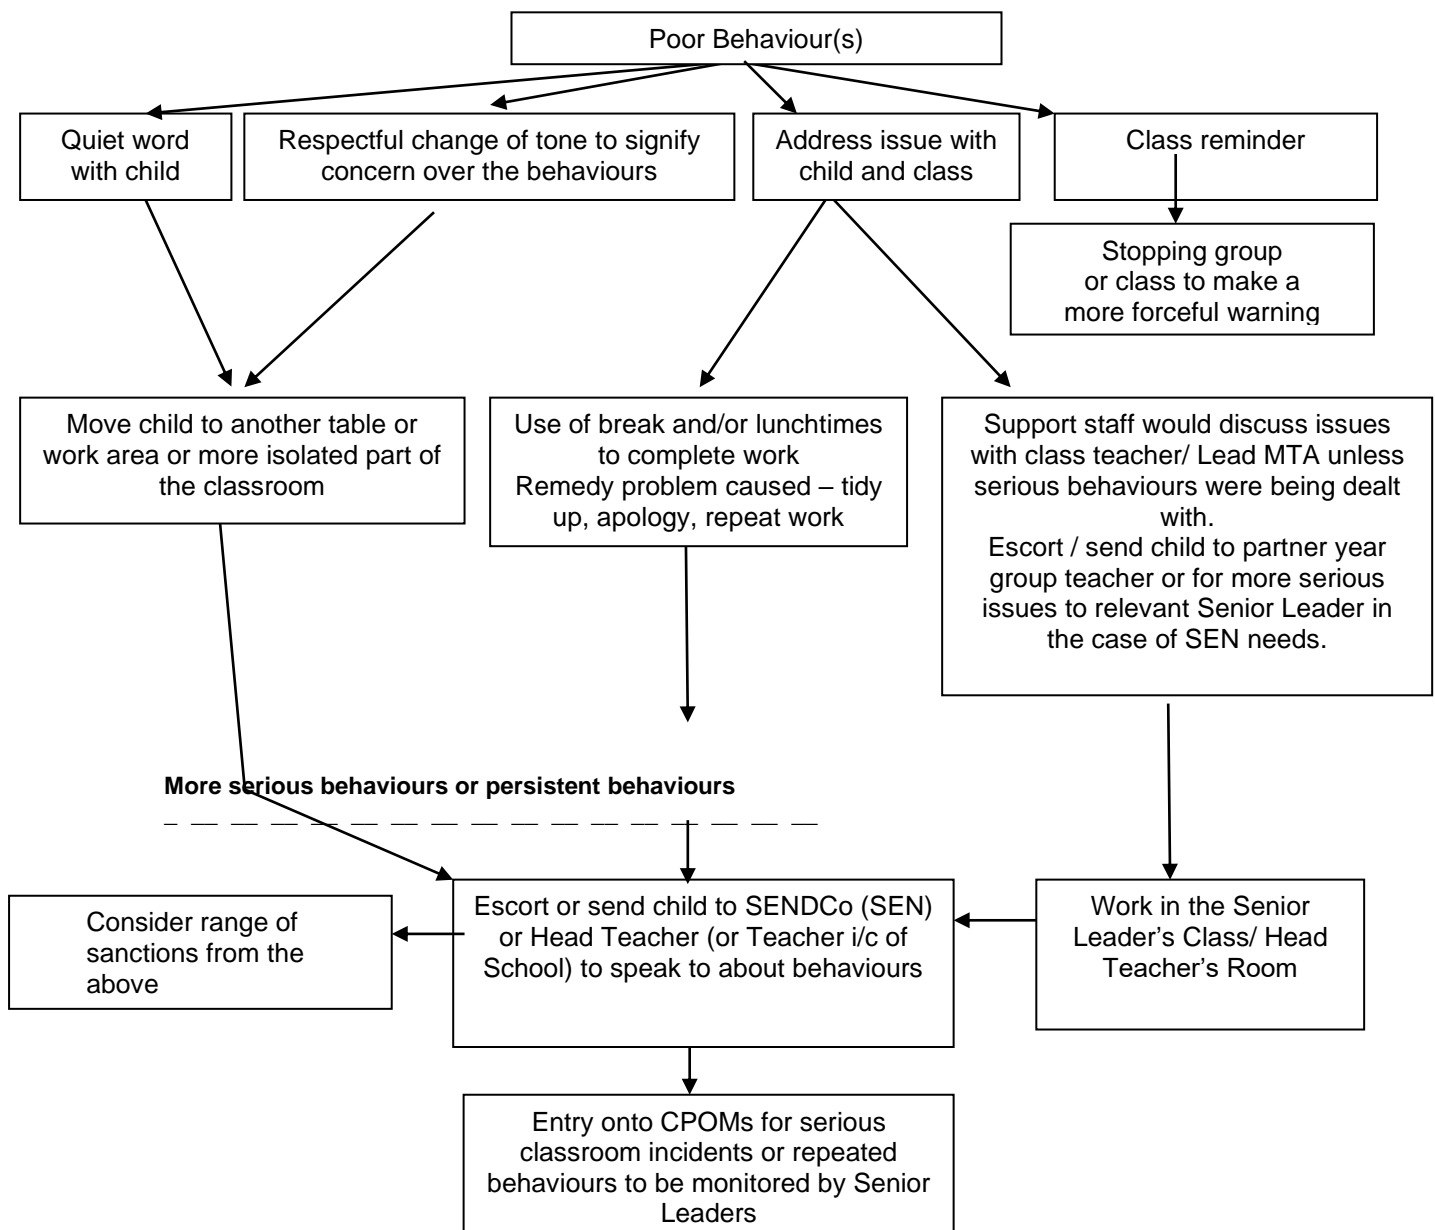 Poor Behaviour(s)
Quiet word
with child
Respectful change of tone to signify
concern over the behaviours
Address issue with
child and class
Class reminder
Stopping group
or class to make a
more forceful warning
Move child to another table or
work area or more isolated part of
the classroom
Use of break and/or lunchtimes
to complete work
Remedy problem caused – tidy
up, apology, repeat work
Support staff would discuss issues
with class teacher/ Lead MTA unless
serious behaviours were being dealt
with.
Escort / send child to partner year
group teacher or for more serious
issues to relevant Senior Leader in
the case of SEN needs.
More serious behaviours or persistent behaviours
Consider range of
sanctions from the
above
Escort or send child to SENDCo (SEN)
or Head Teacher (or Teacher i/c of
School) to speak to about behaviours
Work in the Senior
Leader’s Class/ Head
Teacher’s Room
Entry onto CPOMs for serious
classroom incidents or repeated
behaviours to be monitored by Senior
Leaders